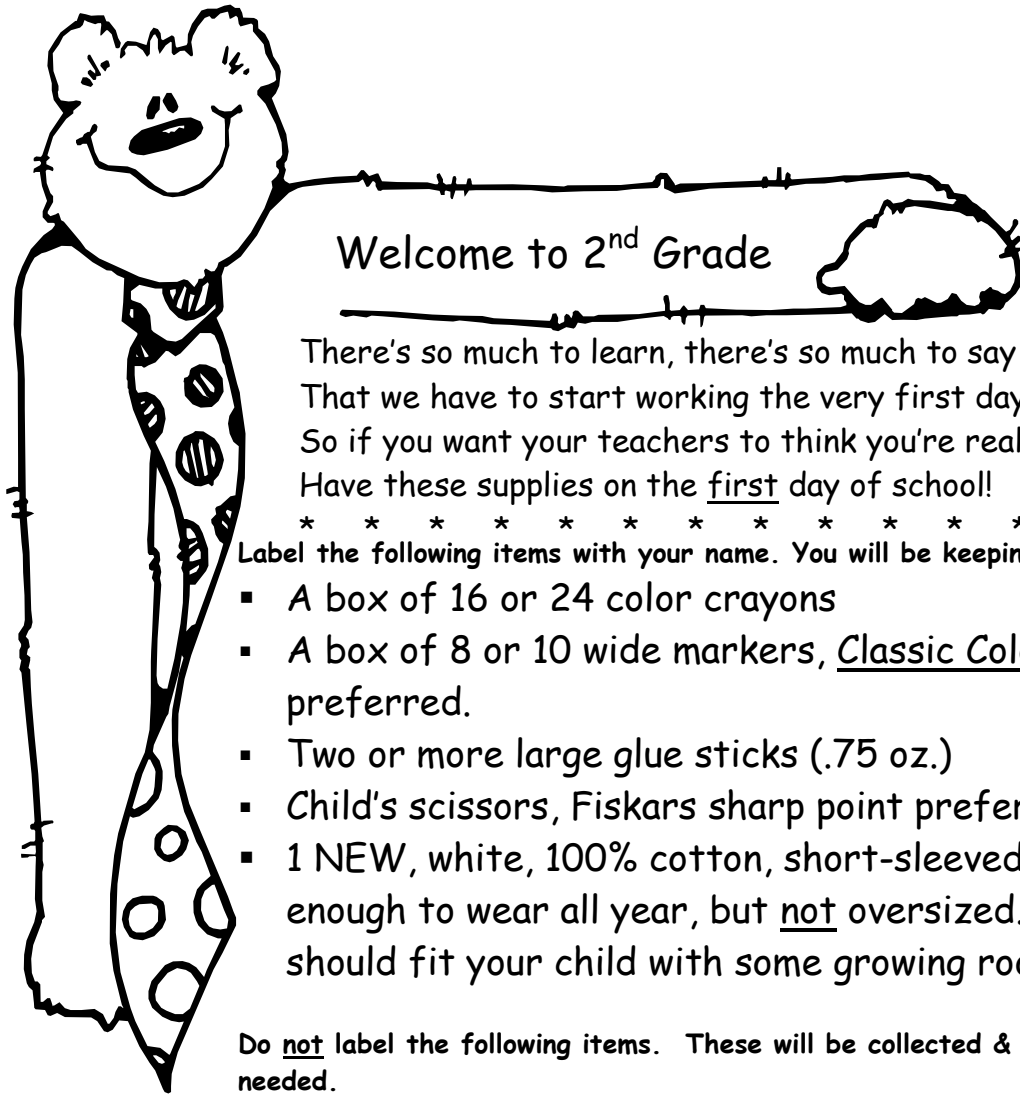 Welcome to 2nd Grade
There's so much to learn, there's so much to say
That we have to start working the very first day
So if you want your teachers to think you're
Have these supplies on the first day of school!
* * * * * * * * * * * *
Label the following items with your name. You will be
▪ A box of 16 or 24 color crayons
▪ A box of 8 or 10 wide markers, Classic
preferred.
▪ Two or more large glue sticks (.75 oz.)
▪ Child's scissors, Fiskars sharp point
▪ 1 NEW, white, 100% cotton, short-sleeved
enough to wear all year, but not oversized.
should fit your child with some growing
Do not label the following items. These will be collected &
needed.